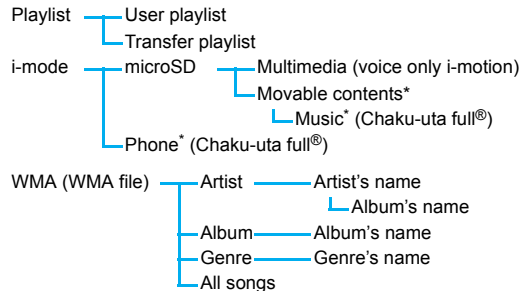 Playlist User playlist
Transfer playlist
i-mode microSD Multimedia (voice only i-motion)
Movable contents*
Music* (Chaku-uta full®)
Phone* (Chaku-uta full®)
WMA (WMA file) Artist Artist's name
Album's name
Album Album's name
Genre Genre's name
All songs